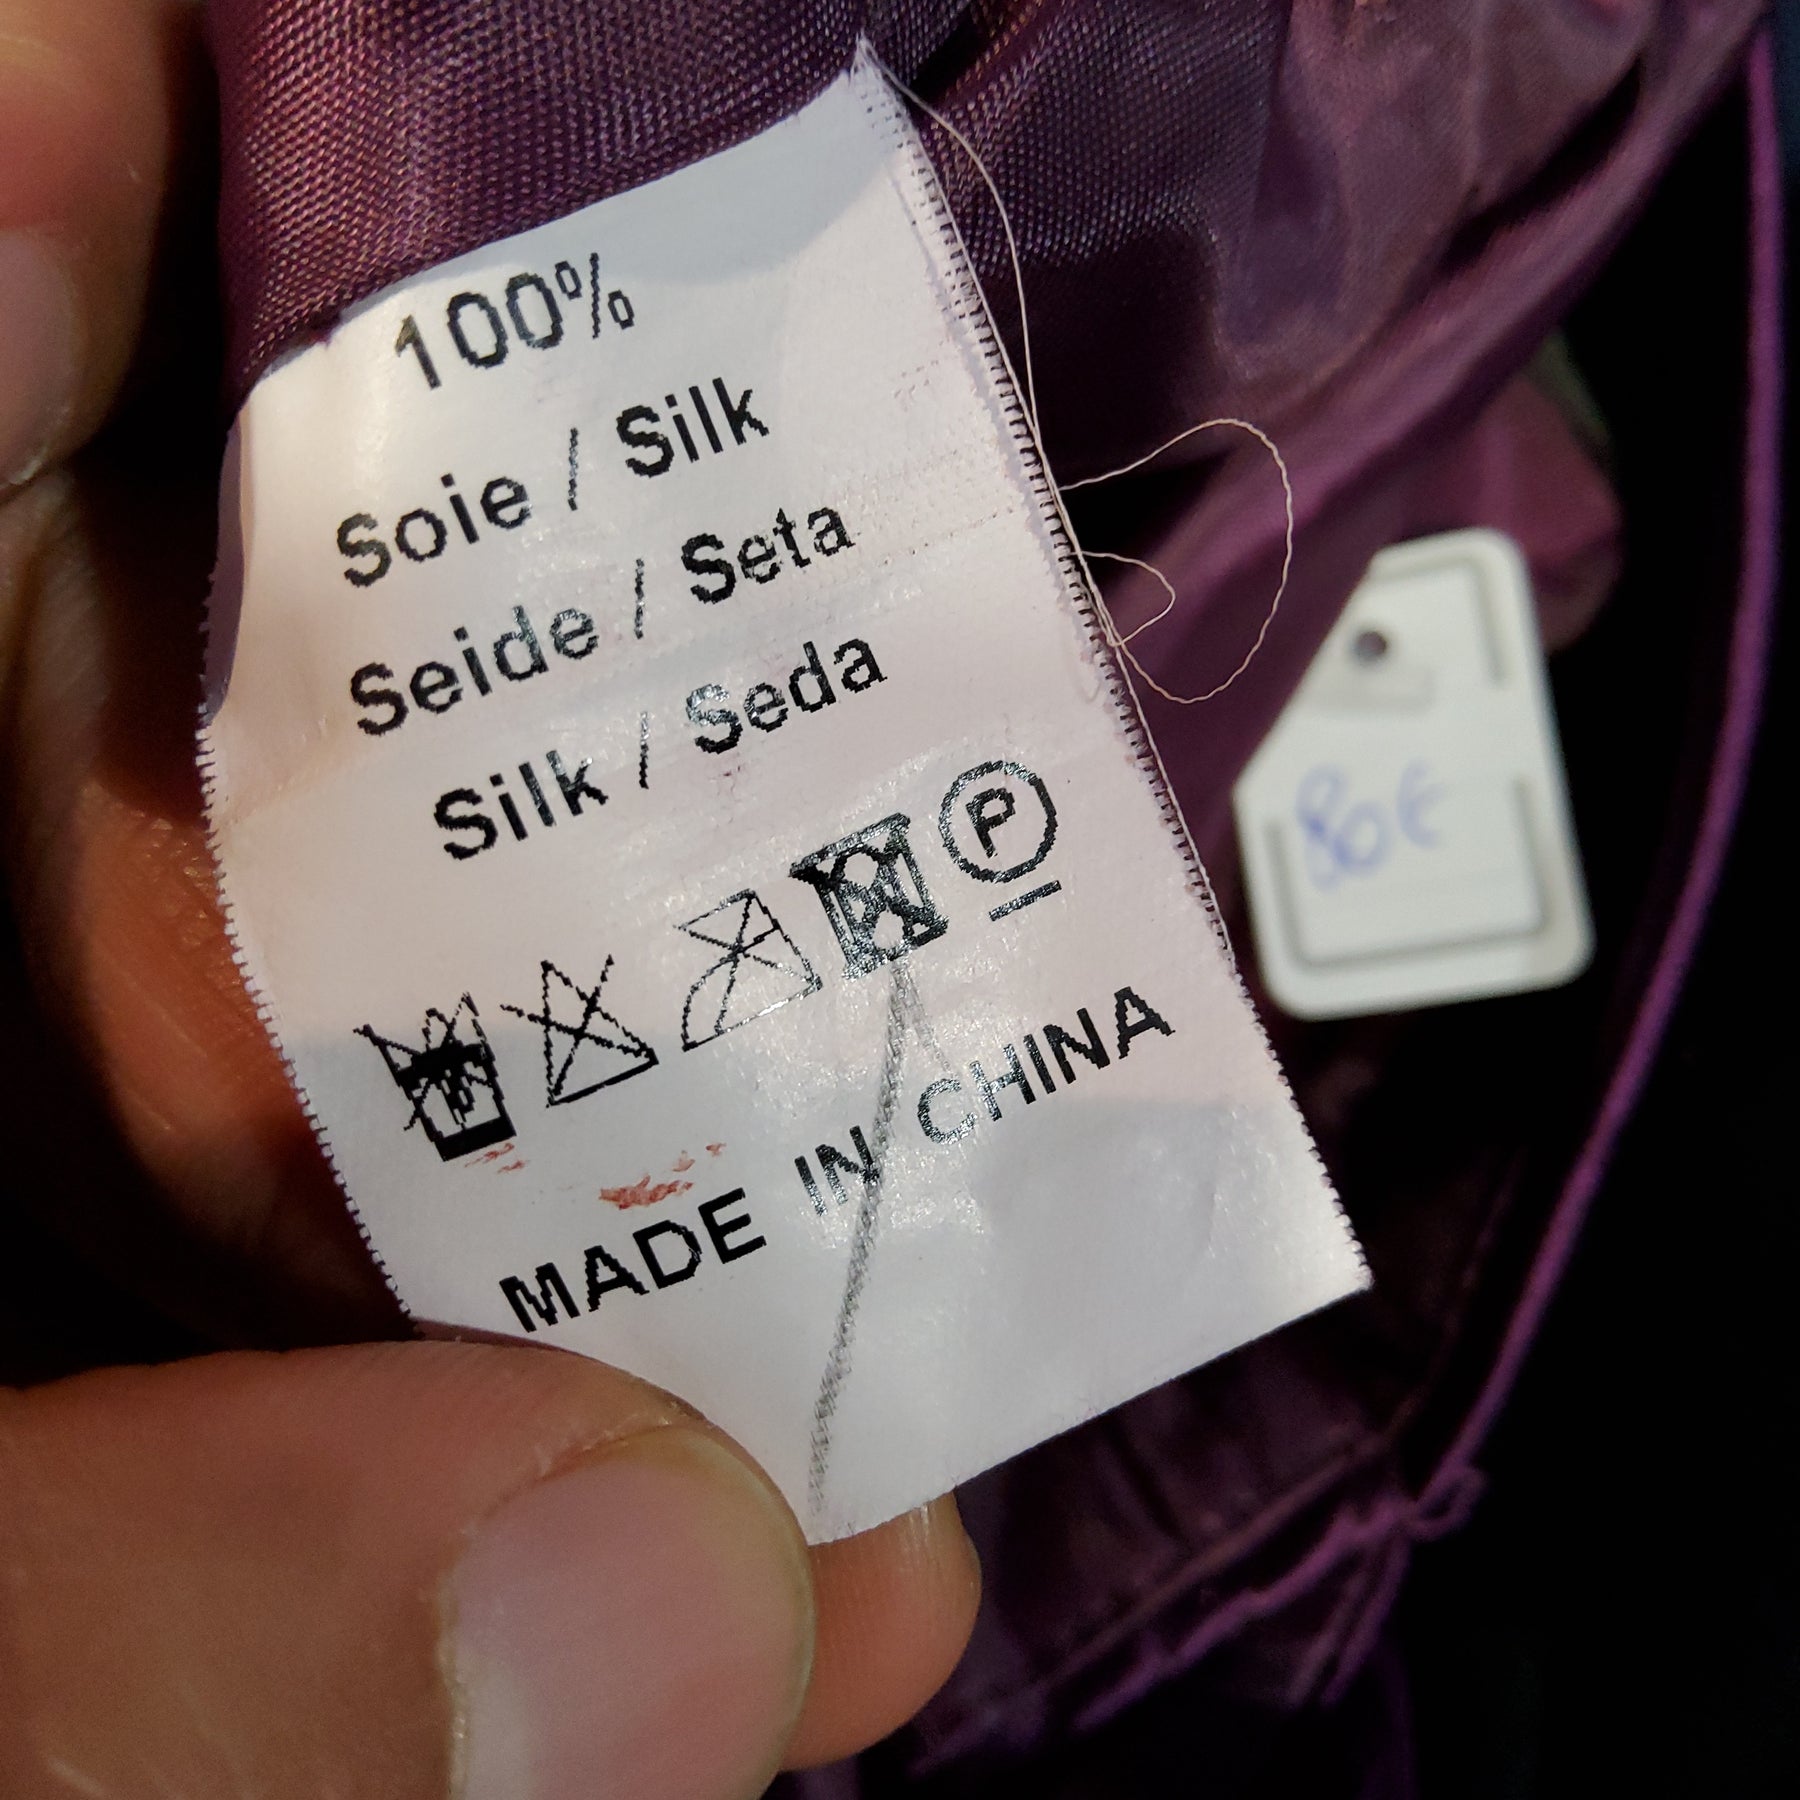 100%
Soie / Silk
Seide / Seta
Silk / Seda
P
MADE IN CHINA
80€